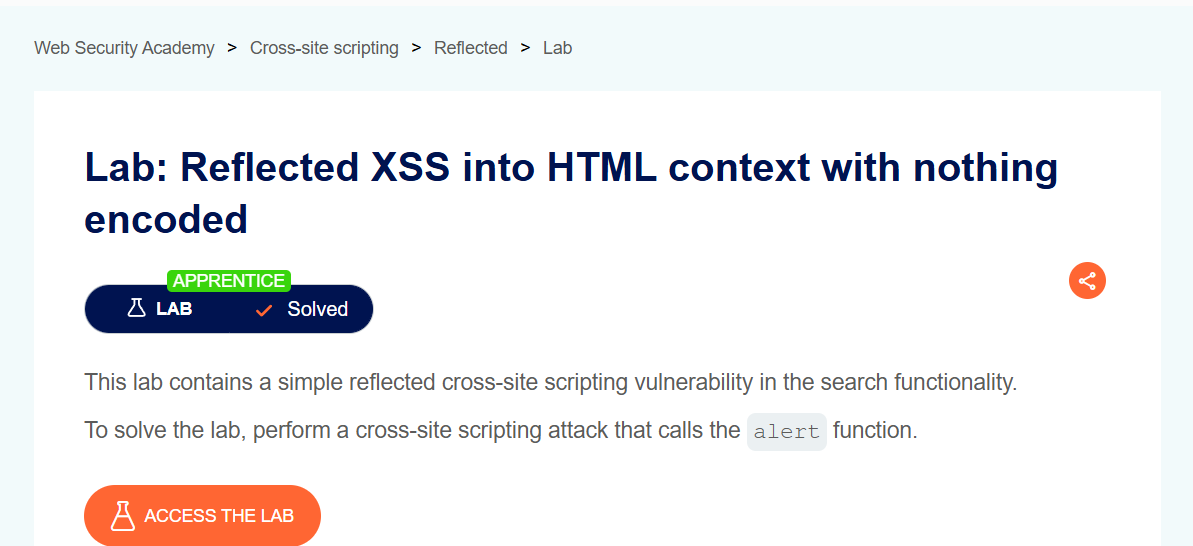 Web Security Academy > Cross-site scripting > Reflected > Lab
Lab: Reflected XSS into HTML context with nothing
encoded
APPRENTICE
LAB Solved
This lab contains a simple reflected cross-site scripting vulnerability in the search functionality.
To solve the lab, perform a cross-site scripting attack that calls the alert function.
ACCESS THE LAB